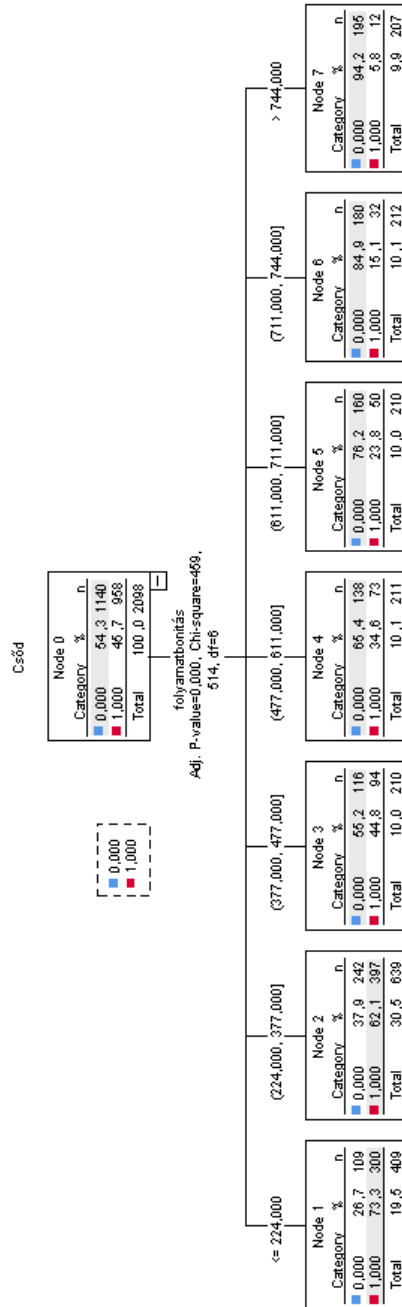 Csőd
Node 0
Category % n
0,000 54,3 1140
1,000 45,7 958
Total 100,0 2098
0,000
1,000
folyamatbonitás
Adj. P-value=0,000, Chi-square=459,
514, df=6
<= 224,000
(224,000, 377,000]
(377,000, 477,000]
(477,000, 611,000]
(611,000, 711,000]
(711,000, 744,000]
> 744,000
Node 1
Category % n
0,000 26,7 109
1,000 73,3 300
Total 19,5 409
Node 2
Category % n
0,000 37,9 242
1,000 62,1 397
Total 30,5 639
Node 3
Category % n
0,000 55,2 116
1,000 44,8 94
Total 10,0 210
Node 4
Category % n
0,000 65,4 138
1,000 34,6 73
Total 10,1 211
Node 5
Category % n
0,000 76,2 160
1,000 23,8 50
Total 10,0 210
Node 6
Category % n
0,000 84,9 180
1,000 15,1 32
Total 10,1 212
Node 7
Category % n
0,000 94,2 195
1,000 5,8 12
Total 9,9 207